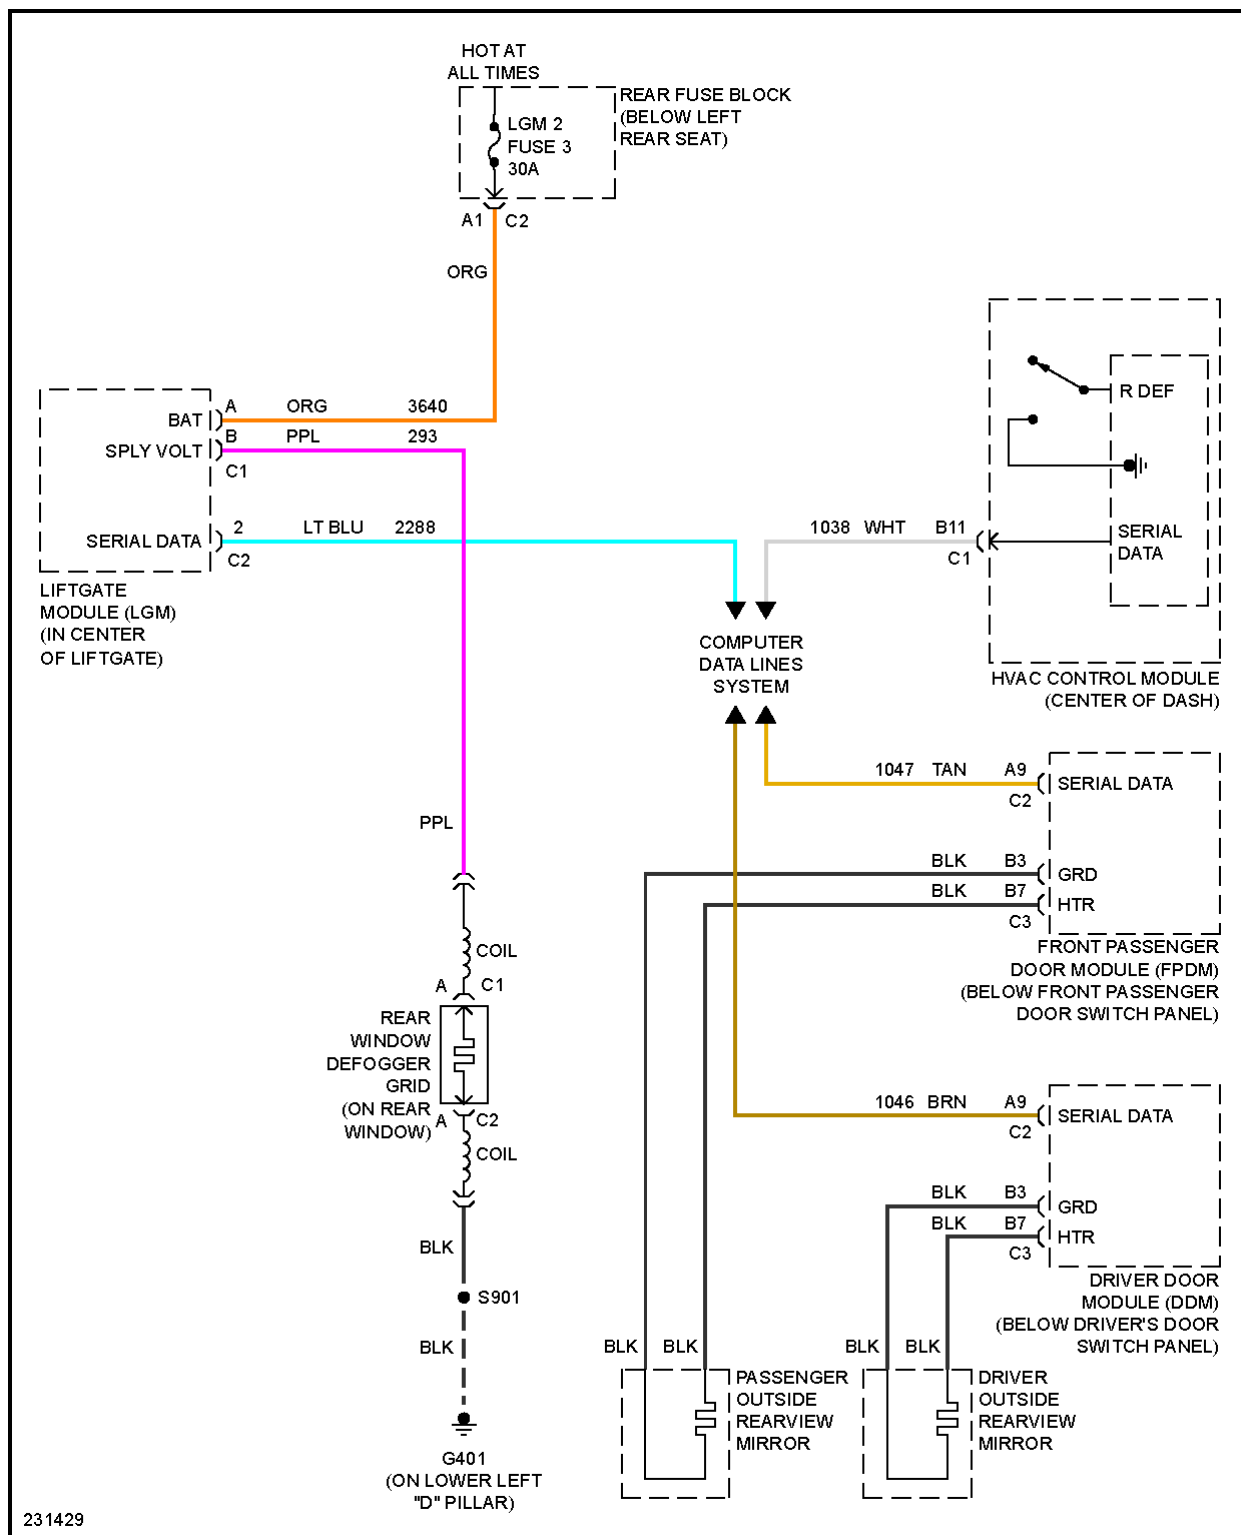 HOT AT
ALL TIMES
REAR FUSE BLOCK
(BELOW LEFT
REAR SEAT)
LGM 2
FUSE 3
30A
A1 C2
ORG
BAT A ORG 3640
SPLY VOLT B PPL 293
C1
SERIAL DATA 2 LT BLU 2288
C2
LIFTGATE
MODULE (LGM)
(IN CENTER
OF LIFTGATE)
R DEF
1038 WHT B11
C1
SERIAL
DATA
HVAC CONTROL MODULE
(CENTER OF DASH)
COMPUTER
DATA LINES
SYSTEM
1047 TAN A9
C2
SERIAL DATA
BLK B3
GRD
BLK B7
HTR
C3
FRONT PASSENGER
DOOR MODULE (FPDM)
(BELOW FRONT PASSENGER
DOOR SWITCH PANEL)
PPL
COIL
A C1
REAR
WINDOW
DEFOGGER
GRID
(ON REAR
WINDOW)
A C2
COIL
BLK
S901
BLK
G401
(ON LOWER LEFT
"D" PILLAR)
1046 BRN A9
C2
SERIAL DATA
BLK B3
GRD
BLK B7
HTR
C3
DRIVER DOOR
MODULE (DDM)
(BELOW DRIVER'S DOOR
SWITCH PANEL)
BLK BLK BLK BLK
PASSENGER
OUTSIDE
REARVIEW
MIRROR
DRIVER
OUTSIDE
REARVIEW
MIRROR
231429